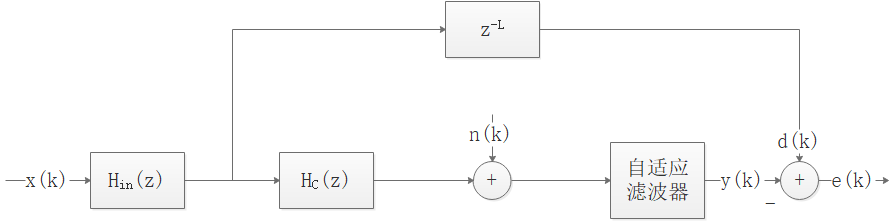 z⁻ᴸ
n(k)
d(k)
x(k)
Hin(z)
HC(z)
+
自适应
滤波器
y(k)
−
+
e(k)